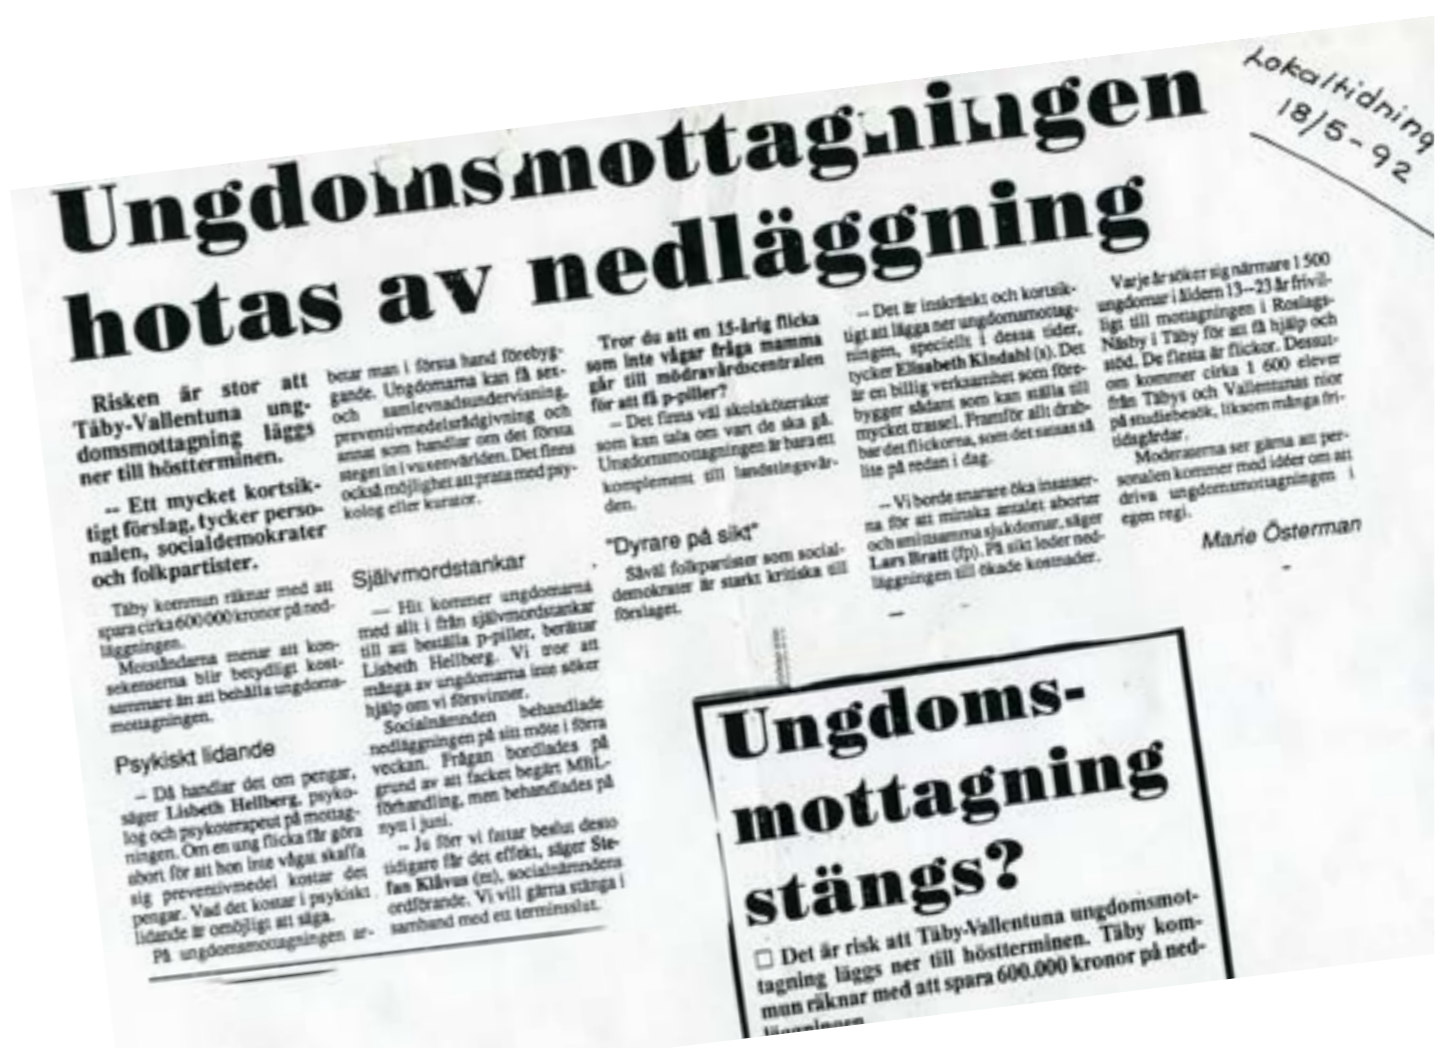 Lokaltidning
18/5-92
Ungdomsmottagningen
hotas av nedläggning
Risken är stor att
Täby-Vallentuna ung-
domsmottagning läggs
ner till höstterminen.
-- Ett mycket kortsik-
tigt förslag, tycker perso-
nalen, socialdemokrater
och folkpartister.
Täby kommun räknar med att
spara cirka 600 000 kronor på ned-
läggningen.
Motståndarna menar att kon-
sekenserna blir betydligt kost-
sammare än att behålla ungdoms-
mottagningen.
Psykiskt lidande
-- Då handlar det om pengar,
säger Lisbeth Hellberg, psyko-
log och psykoterapeut på mottag-
ningen. Om en ung flicka får göra
abort för att hon inte vågat skaffa
sig preventivmedel kostar det
pengar. Vad det kostar i psykiskt
lidande är omöjligt att säga.
På ungdomsmottagningen ar-
betar man i första hand förebyg-
gande. Ungdomarna kan få sex-
och samlevnadsundervisning,
preventivmedelsrådgivning och
annat som handlar om det första
steget in i vuxenvärlden. Det finns
också möjlighet att prata med psy-
kolog eller kurator.
Självmordstankar
-- Hit kommer ungdomarna
med allt i från självmordstankar
till att beställa p-piller, berättar
Lisbeth Hellberg. Vi tror att
många av ungdomarna inte söker
hjälp om vi försvinner.
Socialnämnden behandlade
nedläggningen på sitt möte i förra
veckan. Frågan bordlades på
grund av att facket begärt MBL-
förhandling, men behandlades på
nytt i juni.
-- Ju förr vi fattar beslut desto
tidigare får det effekt, säger Ste-
fan Klåvus (m), socialnämndens
ordförande. Vi vill gärna stänga i
samband med ett terminsslut.
Tror du att en 15-årig flicka
som inte vågar fråga mamma
går till mödravårdscentralen
för att få p-piller?
-- Det finns väl skolsköterskor
som kan tala om vart de ska gå.
Ungdomsmottagningen är bara ett
komplement till landstingsvår-
den.
"Dyrare på sikt"
Såväl folkpartister som social-
demokrater är starkt kritiska till
förslaget.
-- Det är inskränkt och kortsik-
tigt att lägga ner ungdomsmottag-
ningen, speciellt i dessa tider,
tycker Elisabeth Kindahl (s). Det
är en billig verksamhet som före-
bygger sådant som kan ställa till
mycket trassel. Framför allt drab-
bar det flickorna, som det satsas så
lite på redan i dag.
-- Vi borde snarare öka insatser-
na för att minska antalet aborter
och smittsamma sjukdomar, säger
Lars Bratt (fp). På sikt leder ned-
läggningen till ökade kostnader.
Varje år söker sig närmare 1 500
ungdomar i åldern 13--23 år frivil-
ligt till mottagningen i Roslags-
Näsby i Täby för att få hjälp och
stöd. De flesta är flickor. Dessut-
om kommer cirka 1 600 elever
från Täbys och Vallentunas nior
på studiebesök, liksom många fri-
tidsgårdar.
Moderaterna ser gärna att per-
sonalen kommer med idéer om att
driva ungdomsmottagningen i
egen regi.
Marie Österman
Ungdoms-
mottagning
stängs?
□ Det är risk att Täby-Vallentuna ungdomsmot-
tagning läggs ner till höstterminen. Täby kom-
mun räknar med att spara 600.000 kronor på ned-
läggningen